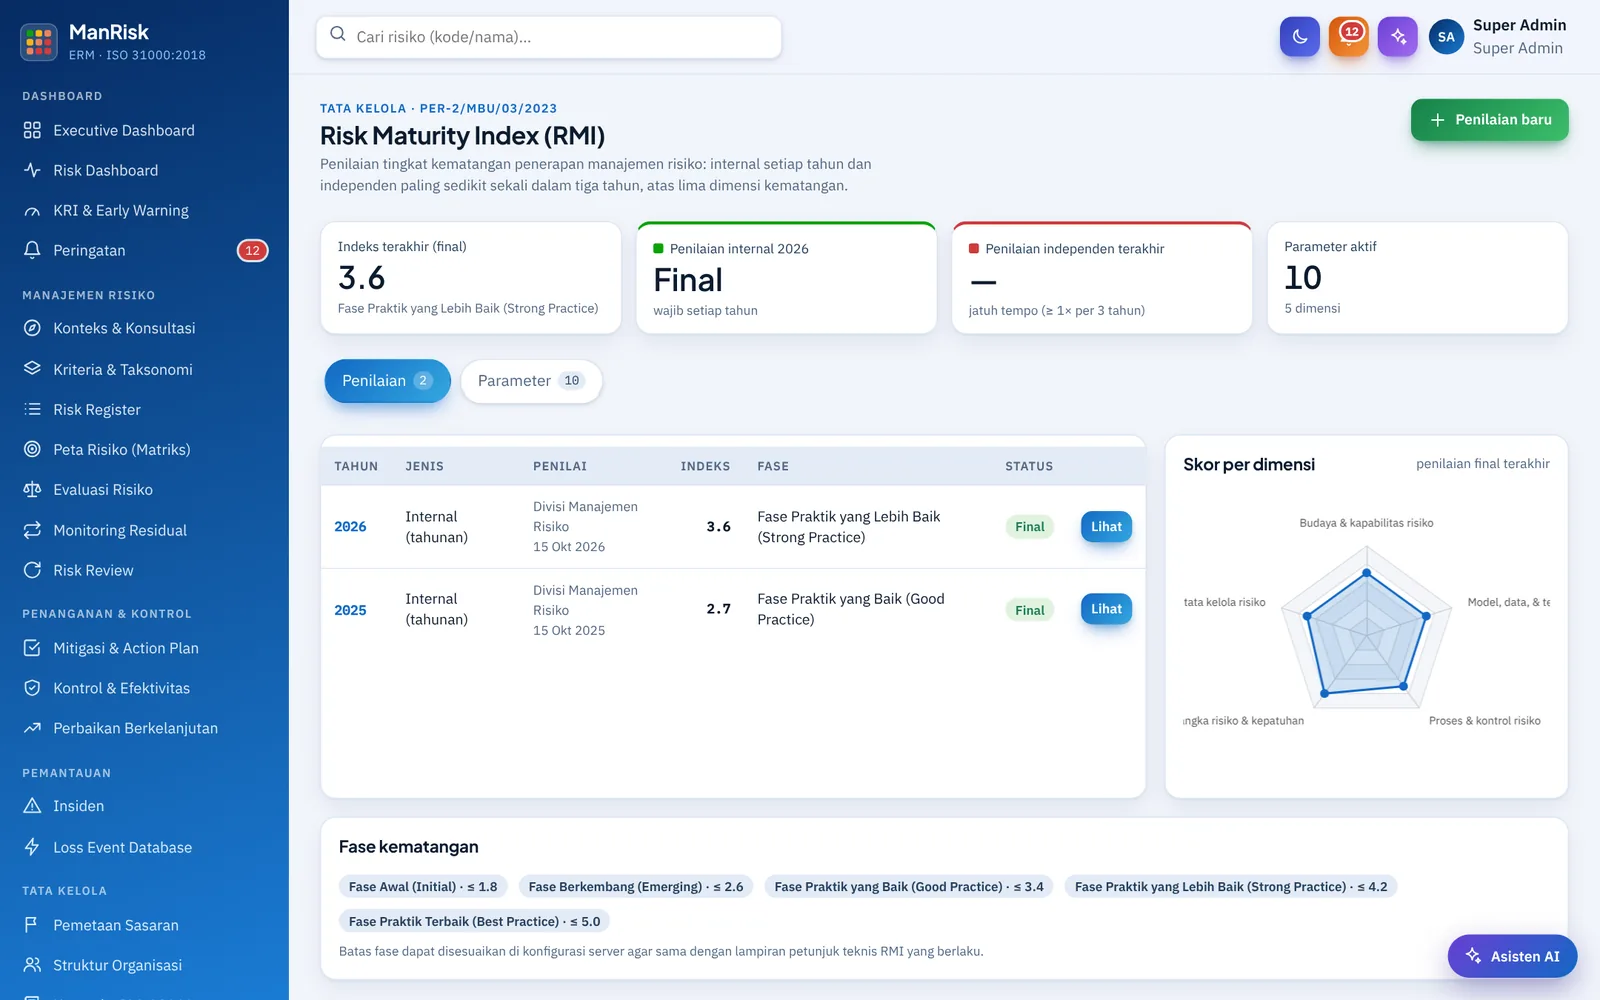 ManRisk
ERM · ISO 31000:2018
DASHBOARD
Executive Dashboard
Risk Dashboard
KRI & Early Warning
Peringatan 12
MANAJEMEN RISIKO
Konteks & Konsultasi
Kriteria & Taksonomi
Risk Register
Peta Risiko (Matriks)
Evaluasi Risiko
Monitoring Residual
Risk Review
PENANGANAN & KONTROL
Mitigasi & Action Plan
Kontrol & Efektivitas
Perbaikan Berkelanjutan
PEMANTAUAN
Insiden
Loss Event Database
TATA KELOLA
Pemetaan Sasaran
Struktur Organisasi
Cari risiko (kode/nama)...
12
SA
Super Admin
Super Admin
TATA KELOLA · PER-2/MBU/03/2023
Risk Maturity Index (RMI)
Penilaian tingkat kematangan penerapan manajemen risiko: internal setiap tahun dan
independen paling sedikit sekali dalam tiga tahun, atas lima dimensi kematangan.
Penilaian baru
Indeks terakhir (final)
3.6
Fase Praktik yang Lebih Baik (Strong Practice)
Penilaian internal 2026
Final
wajib setiap tahun
Penilaian independen terakhir
—
jatuh tempo (≥ 1× per 3 tahun)
Parameter aktif
10
5 dimensi
Penilaian 2
Parameter 10
TAHUN JENIS PENILAI INDEKS FASE STATUS
2026 Internal (tahunan) Divisi Manajemen Risiko 15 Okt 2026 3.6 Fase Praktik yang Lebih Baik (Strong Practice) Final Lihat
2025 Internal (tahunan) Divisi Manajemen Risiko 15 Okt 2025 2.7 Fase Praktik yang Baik (Good Practice) Final Lihat
Skor per dimensi
penilaian final terakhir
Budaya & kapabilitas risiko
tata kelola risiko
Model, data, & te
angka risiko & kepatuhan
Proses & kontrol risiko
Fase kematangan
Fase Awal (Initial) · ≤ 1.8
Fase Berkembang (Emerging) · ≤ 2.6
Fase Praktik yang Baik (Good Practice) · ≤ 3.4
Fase Praktik yang Lebih Baik (Strong Practice) · ≤ 4.2
Fase Praktik Terbaik (Best Practice) · ≤ 5.0
Batas fase dapat disesuaikan di konfigurasi server agar sama dengan lampiran petunjuk teknis RMI yang berlaku.
Asisten AI